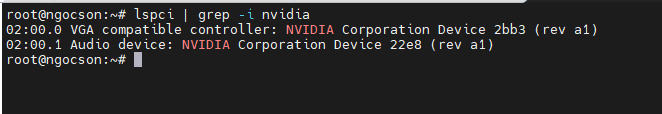 root@ngocson:~# lspci | grep -i nvidia
02:00.0 VGA compatible controller: NVIDIA Corporation Device 2bb3 (rev a1)
02:00.1 Audio device: NVIDIA Corporation Device 22e8 (rev a1)
root@ngocson:~#